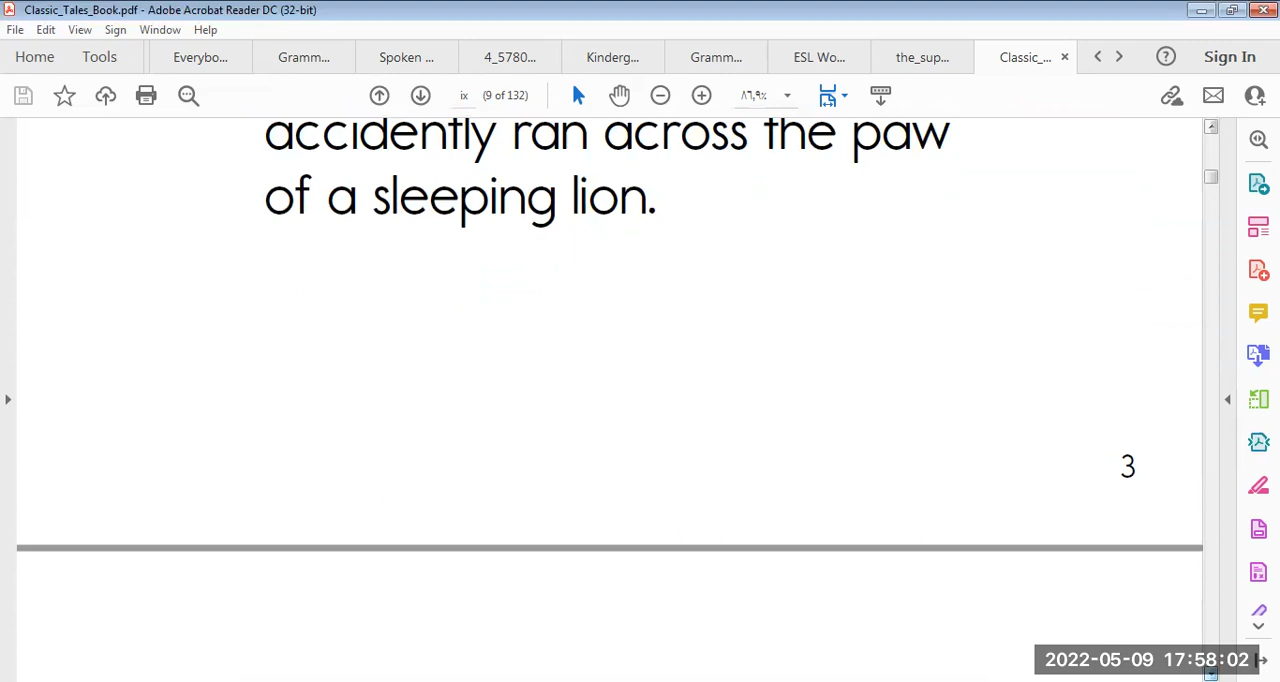 Classic_Tales_Book.pdf - Adobe Acrobat Reader DC (32-bit)
File Edit View Sign Window Help
Home Tools Everybo... Gramm... Spoken ... 4_5780... Kinderg... Gramm... ESL Wo... the_sup... Classic_... × Sign In
ix (9 of 132) ٨٦,٩%
accidently ran across the paw
of a sleeping lion.
3
2022-05-09 17:58:02